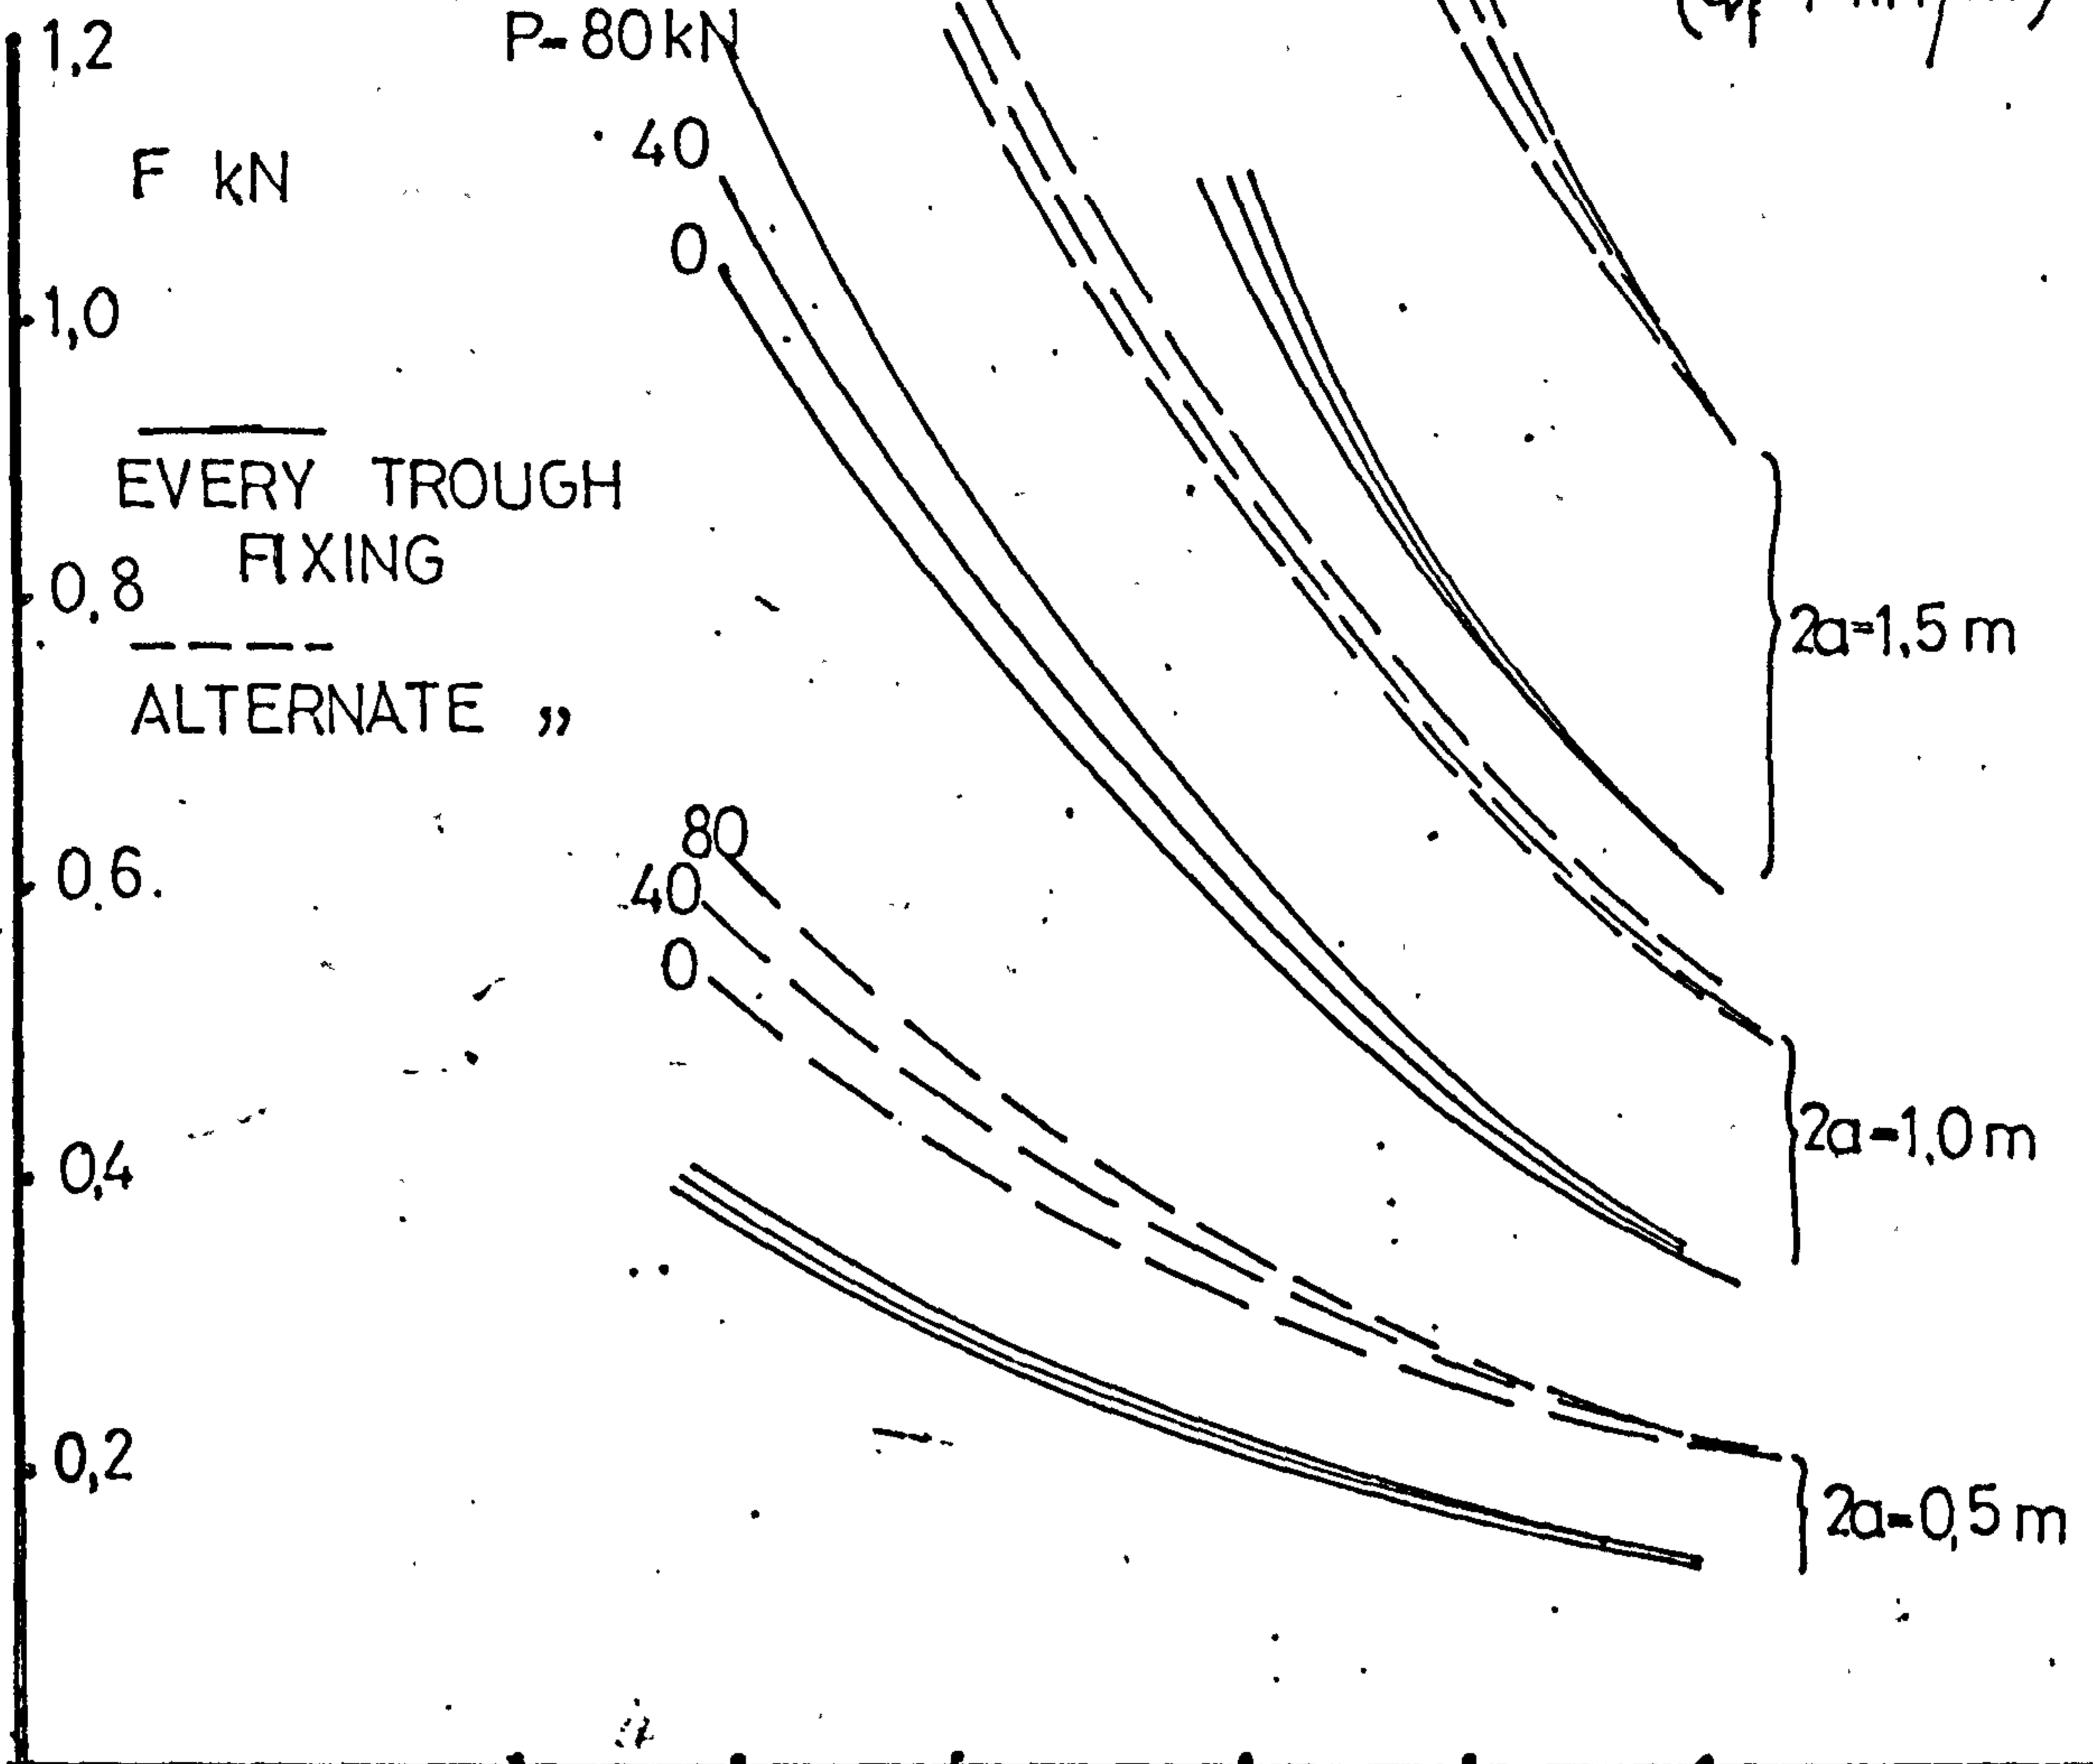 1,2
P=80kN
40
F kN
0
1,0
EVERY TROUGH
FIXING
0,8
2a=1,5 m
ALTERNATE ,,
80
40
0,6
0
2a=1,0 m
0,4
0,2
2a=0,5 m